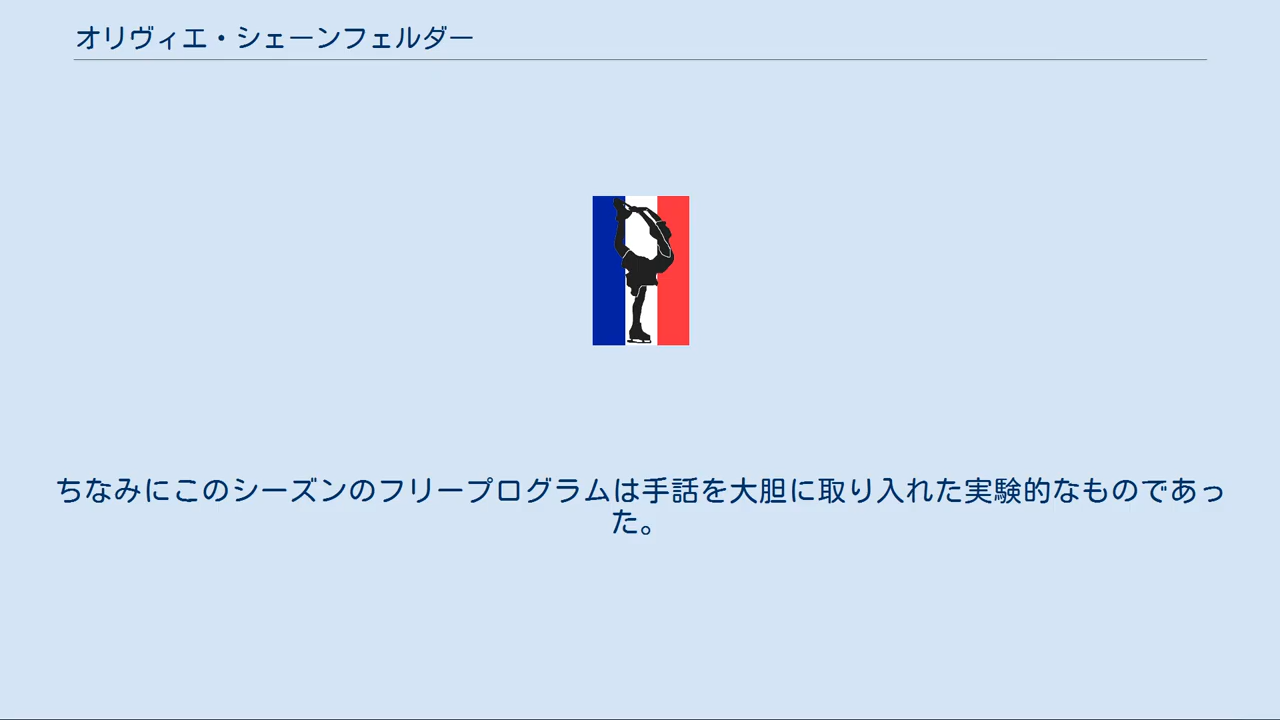 オリヴィエ・シェーンフェルダー
ちなみにこのシーズンのフリープログラムは手話を大胆に取り入れた実験的なものであっ
た。